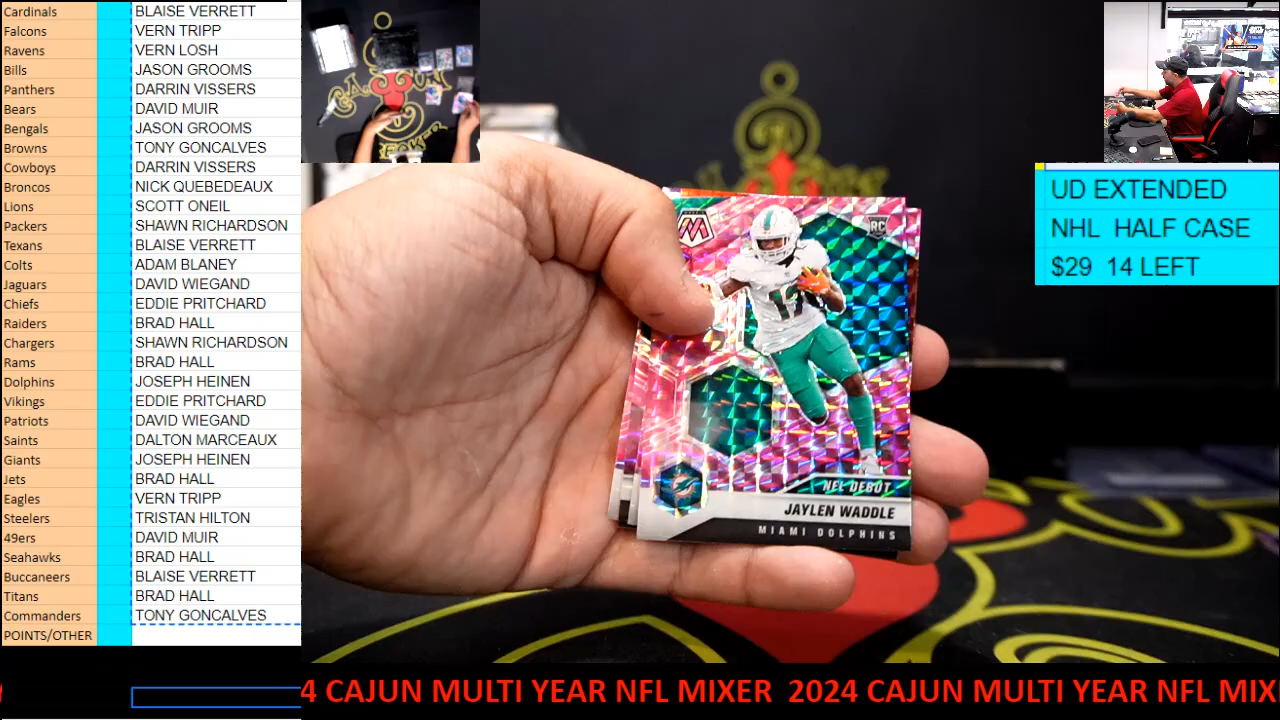 Cardinals BLAISE VERRETT
Falcons VERN TRIPP
Ravens VERN LOSH
Bills JASON GROOMS
Panthers DARRIN VISSERS
Bears DAVID MUIR
Bengals JASON GROOMS
Browns TONY GONCALVES
Cowboys DARRIN VISSERS
Broncos NICK QUEBEDEAUX
Lions SCOTT ONEIL
Packers SHAWN RICHARDSON
Texans BLAISE VERRETT
Colts ADAM BLANEY
Jaguars DAVID WIEGAND
Chiefs EDDIE PRITCHARD
Raiders BRAD HALL
Chargers SHAWN RICHARDSON
Rams BRAD HALL
Dolphins JOSEPH HEINEN
Vikings EDDIE PRITCHARD
Patriots DAVID WIEGAND
Saints DALTON MARCEAUX
Giants JOSEPH HEINEN
Jets BRAD HALL
Eagles VERN TRIPP
Steelers TRISTAN HILTON
49ers DAVID MUIR
Seahawks BRAD HALL
Buccaneers BLAISE VERRETT
Titans BRAD HALL
Commanders TONY GONCALVES
POINTS/OTHER
UD EXTENDED
NHL HALF CASE
$29 14 LEFT
RC
17
NFL DEBUT
JAYLEN WADDLE
MIAMI DOLPHINS
4 CAJUN MULTI YEAR NFL MIXER 2024 CAJUN MULTI YEAR NFL MIX